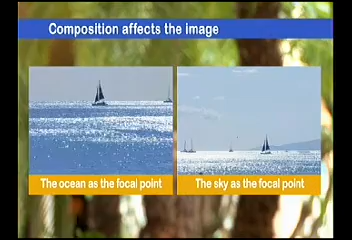 Composition affects the image
The ocean as the focal point
The sky as the focal point